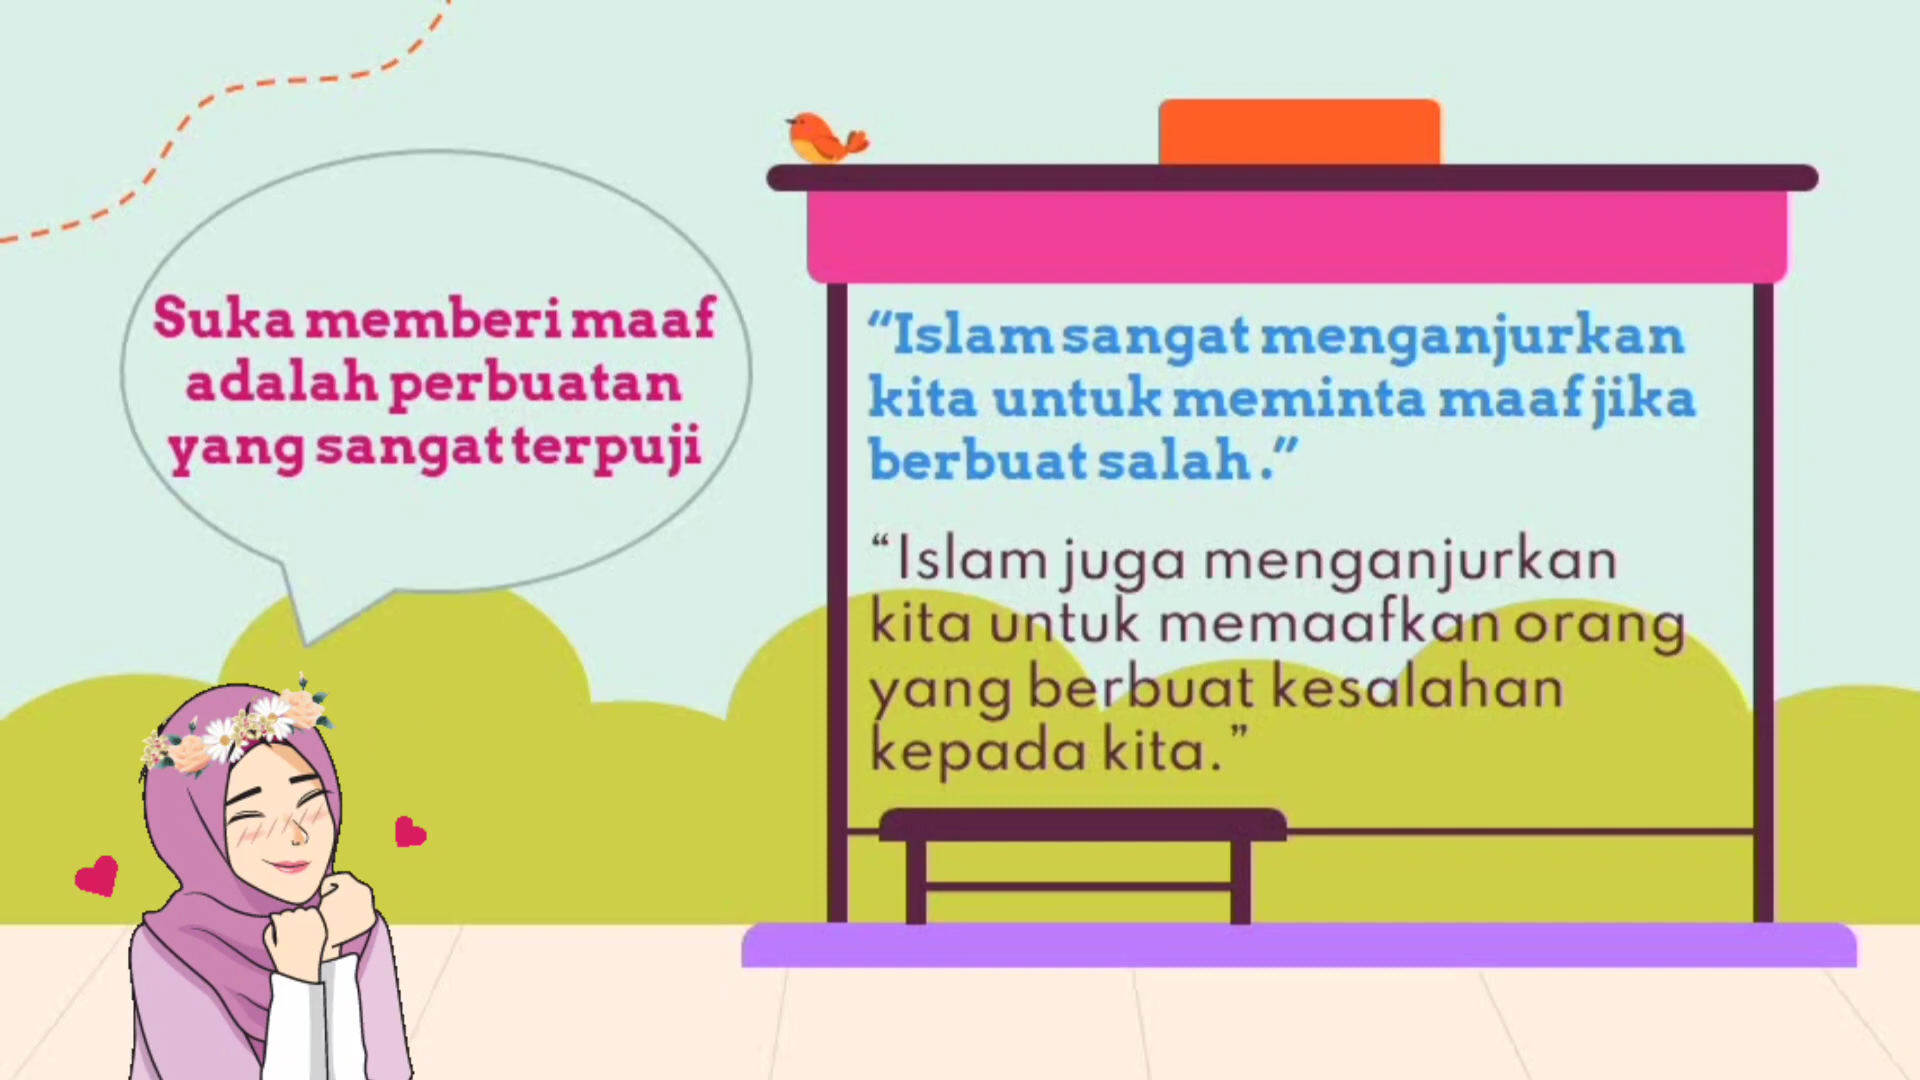 Suka memberi maaf
adalah perbuatan
yang sangat terpuji
“Islam sangat menganjurkan
kita untuk meminta maaf jika
berbuat salah.”
“Islam juga menganjurkan
kita untuk memaafkan orang
yang berbuat kesalahan
kepada kita.”